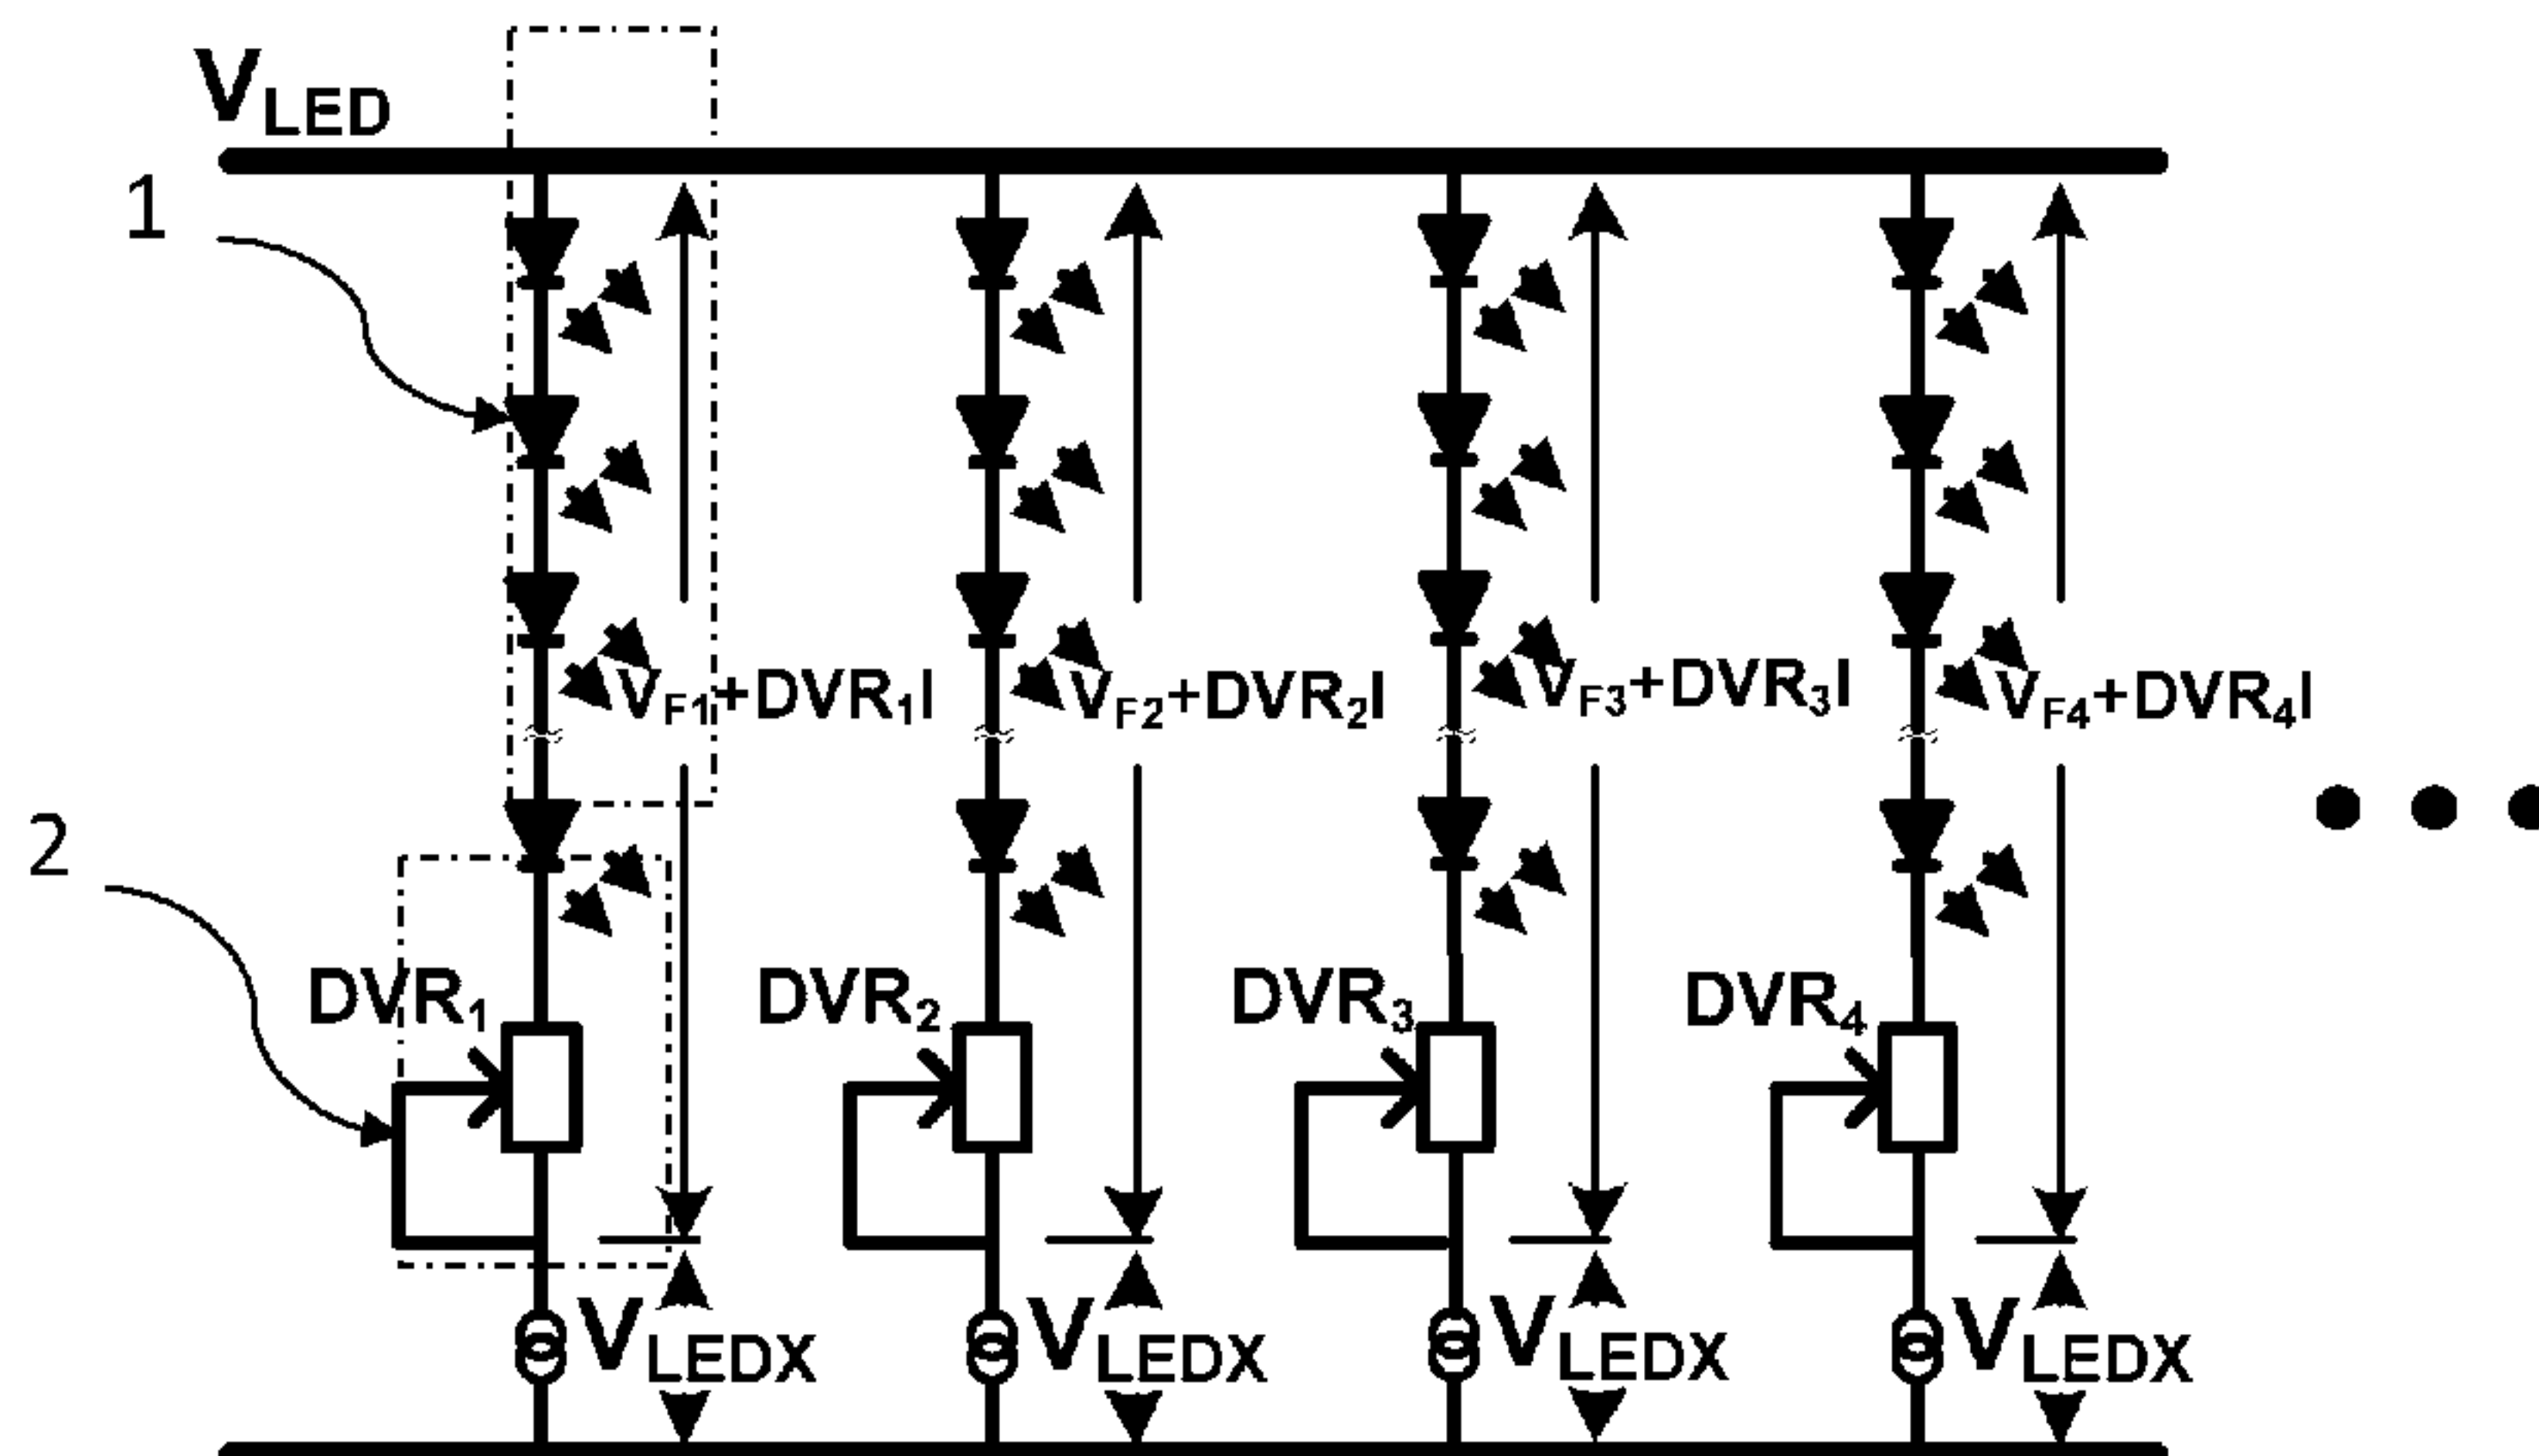 VLED
1
VF1+DVR1I
VF2+DVR2I
VF3+DVR3I
VF4+DVR4I
2
DVR1
DVR2
DVR3
DVR4
VLEDX
VLEDX
VLEDX
VLEDX